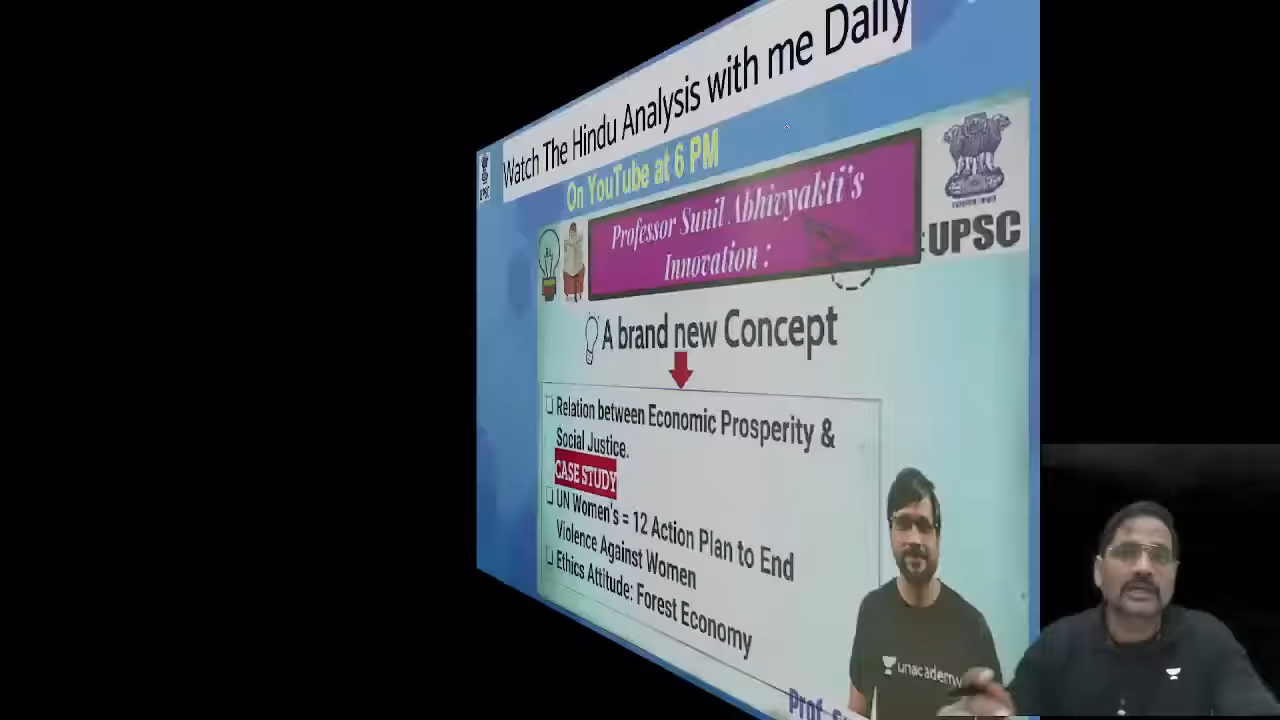 Watch The Hindu Analysis with me Daily
On YouTube at 6 PM
UPSC
Professor Sunil Abhivyakti's
Innovation :
UPSC
A brand new Concept
Relation between Economic Prosperity &
Social Justice.
CASE STUDY
UN Women's = 12 Action Plan to End
Violence Against Women
Ethics Attitude: Forest Economy
unacademy
Prof.